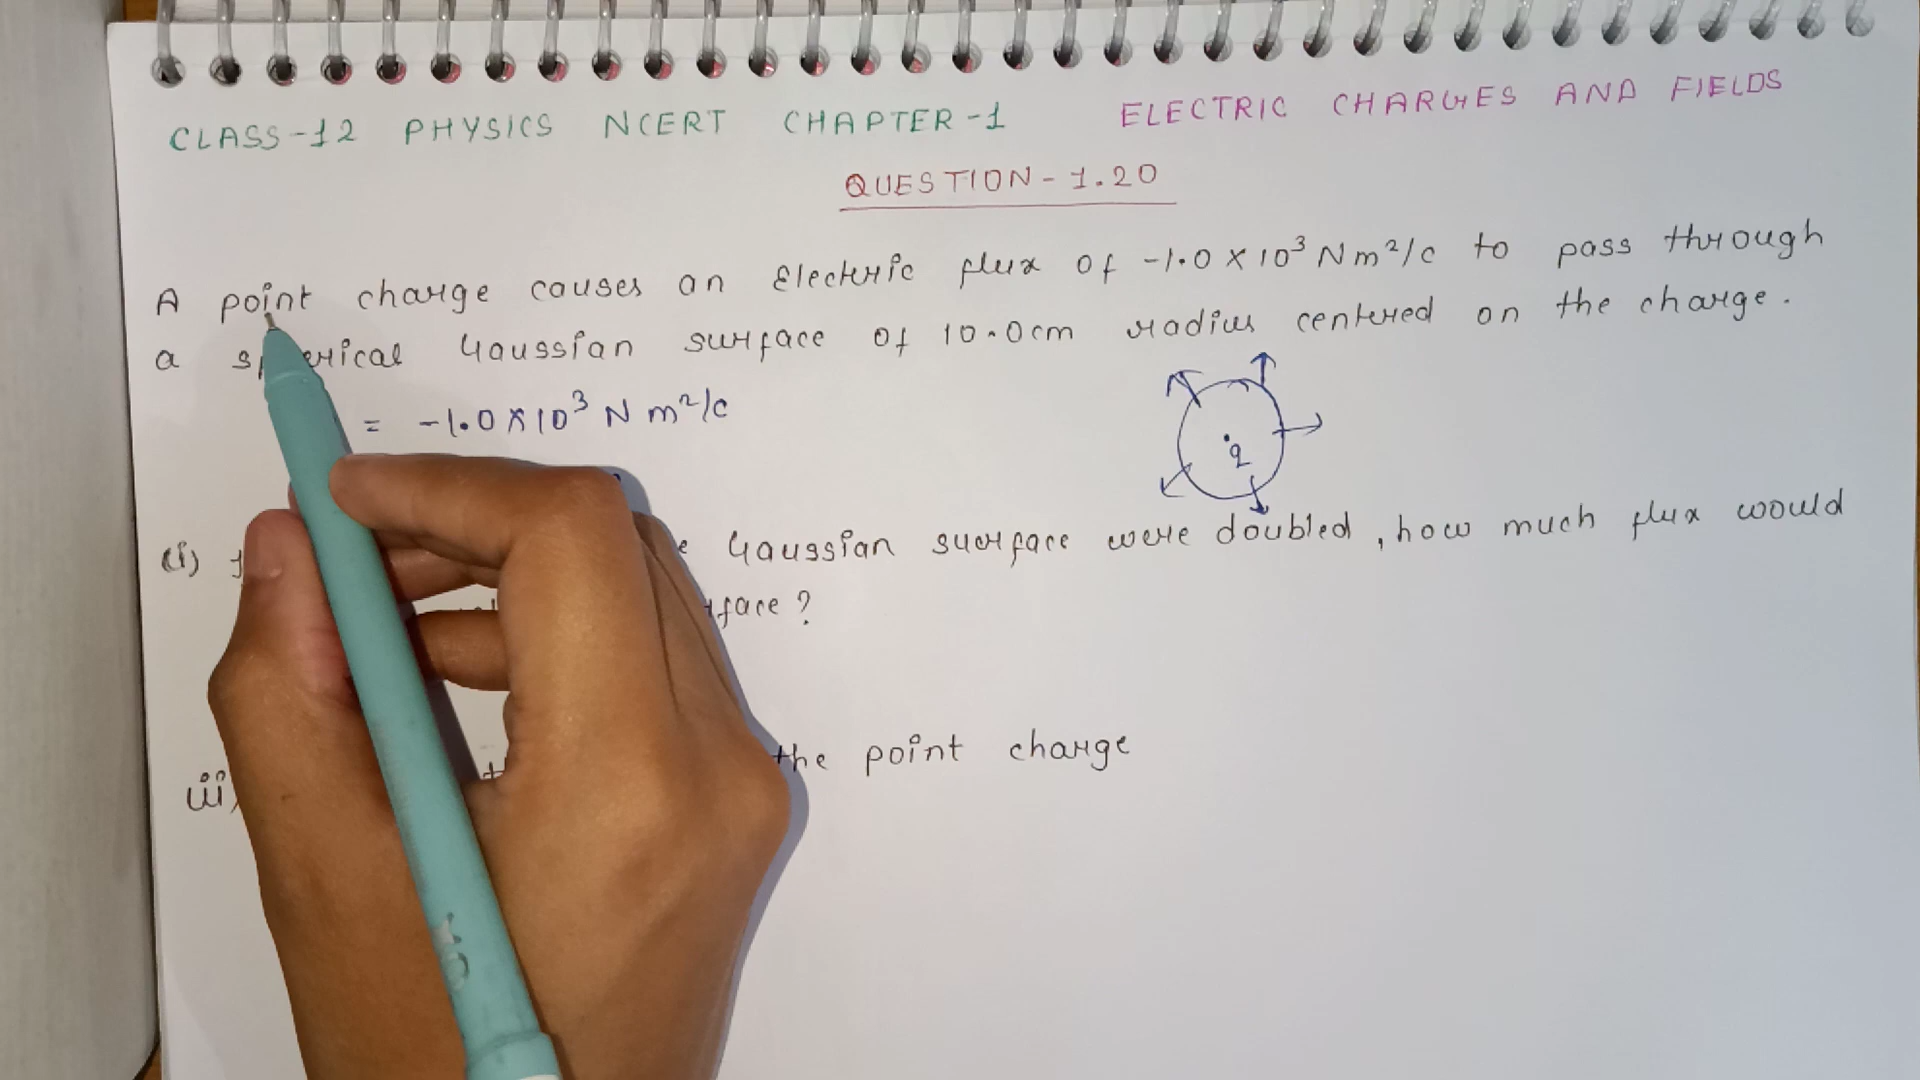 CLASS-12 PHYSICS NCERT CHAPTER-1 ELECTRIC CHARGES AND FIELDS
QUESTION-1.20
A point charge causes an Electric flux of -1.0 × 10³ Nm²/c to pass through
a spherical Gaussian surface of 10.0cm radius centered on the charge.
= -1.0×10³ N m²/c
q
(i) Gaussian surface were doubled, how much flux would
?
ii) the point charge